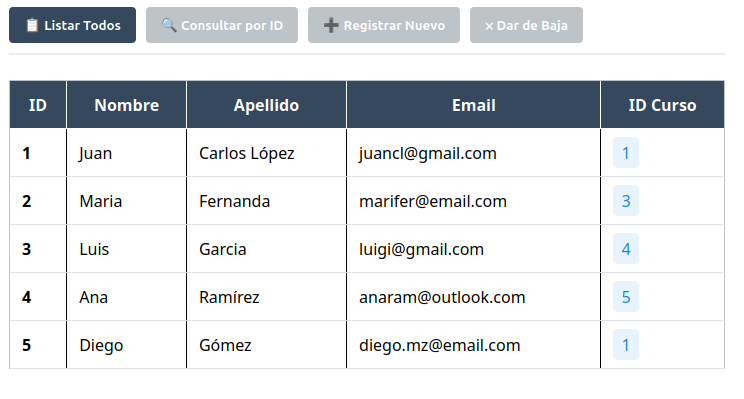 📋 Listar Todos 🔍 Consultar por ID ➕ Registrar Nuevo × Dar de Baja
ID Nombre Apellido Email ID Curso
1 Juan Carlos López juancl@gmail.com 1
2 Maria Fernanda marifer@email.com 3
3 Luis Garcia luigi@gmail.com 4
4 Ana Ramírez anaram@outlook.com 5
5 Diego Gómez diego.mz@email.com 1